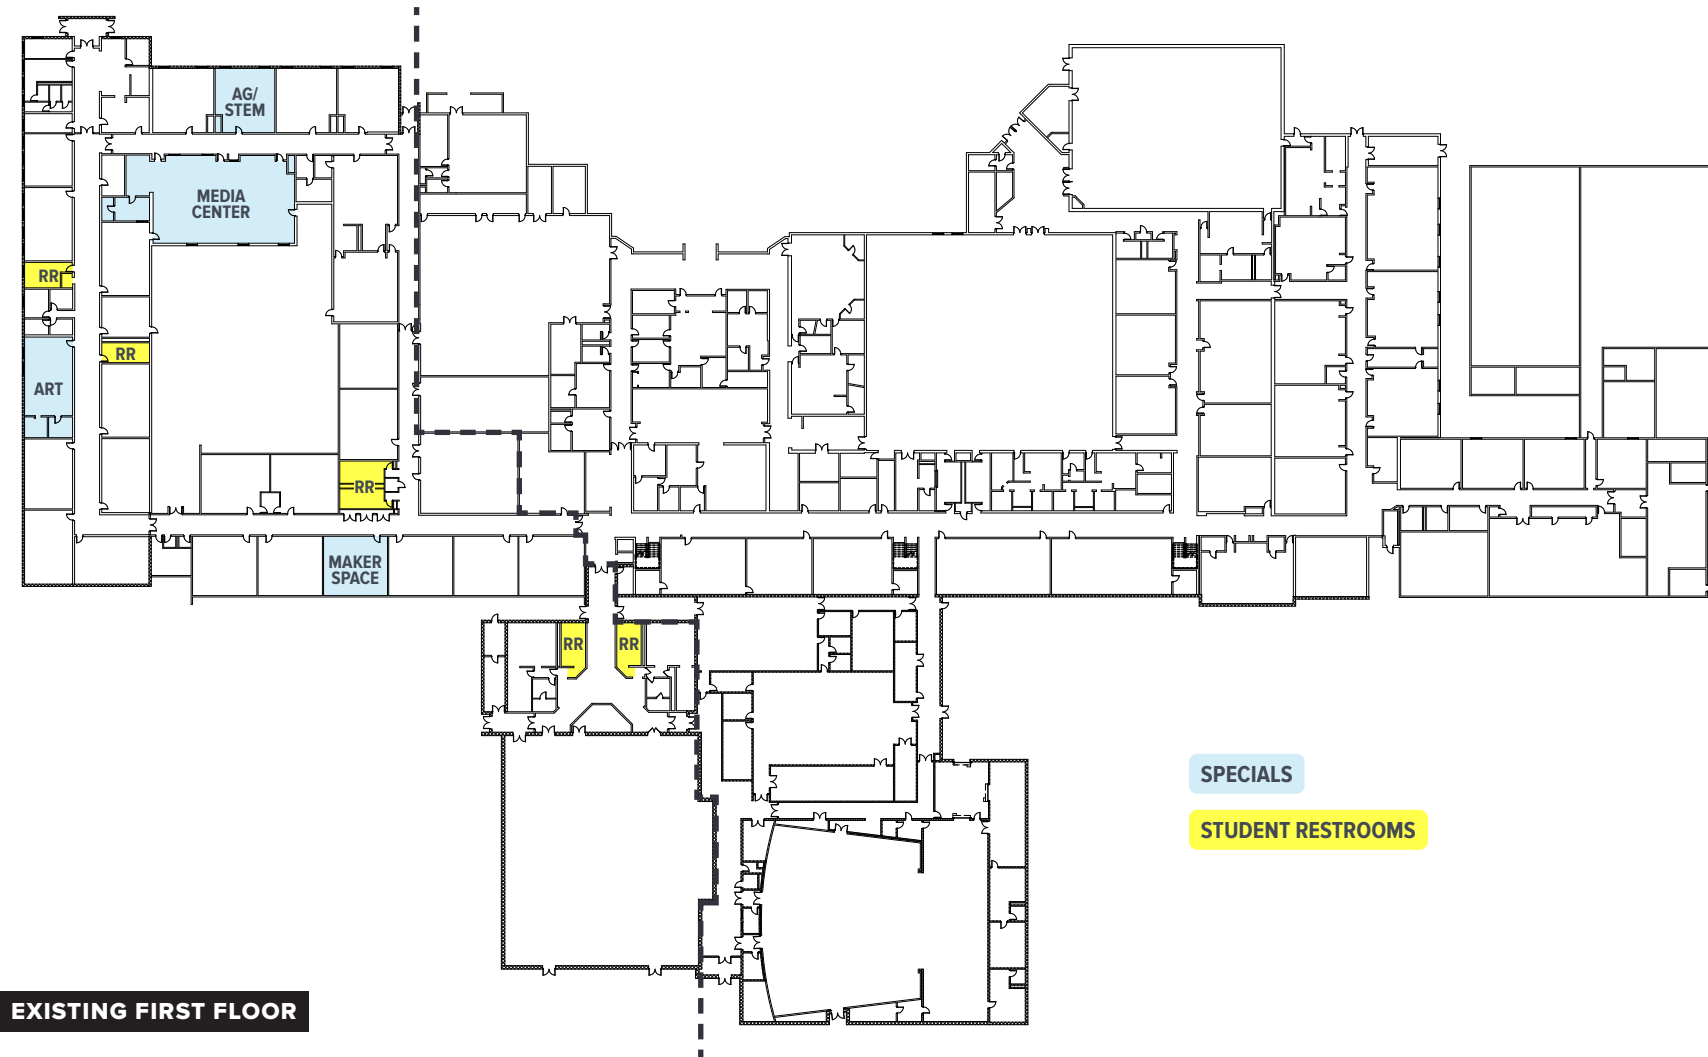 AG/
STEM
MEDIA
CENTER
RR
RR
ART
RR
MAKER
SPACE
RR
RR
SPECIALS
STUDENT RESTROOMS
EXISTING FIRST FLOOR